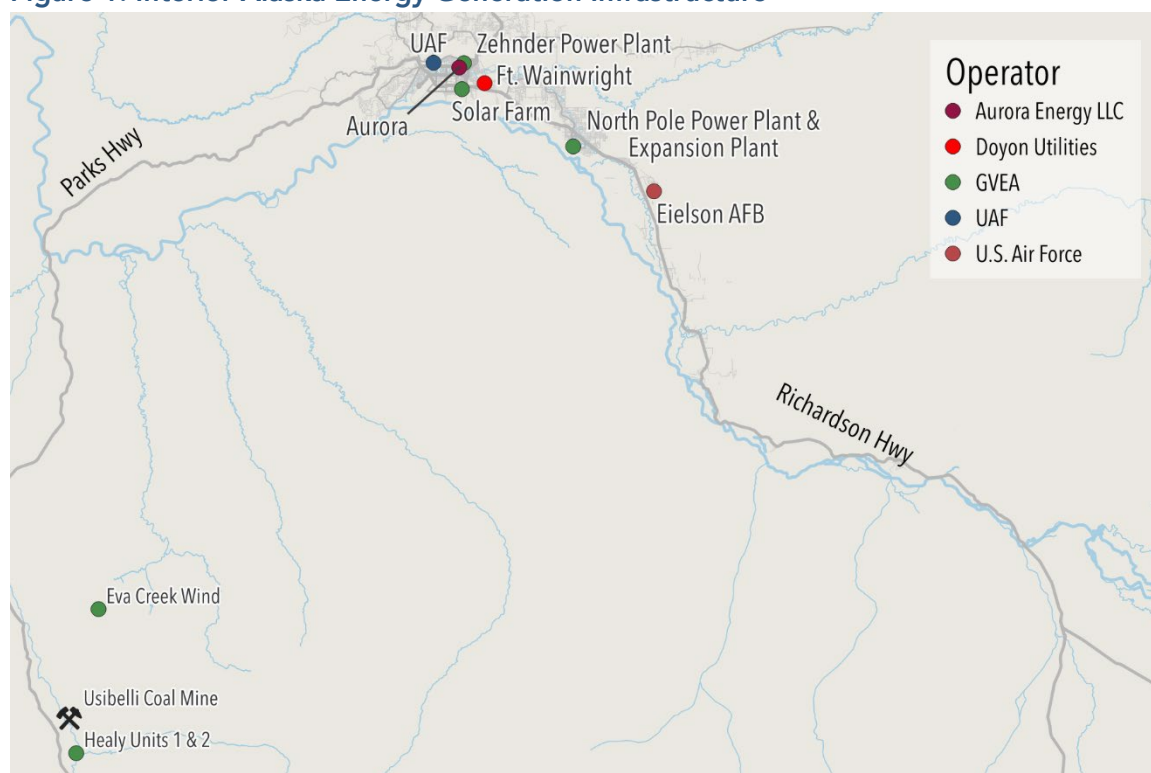 Figure 1: Interior Alaska Energy Generation Infrastructure
UAF
Zehnder Power Plant
Ft. Wainwright
Aurora
Solar Farm
North Pole Power Plant &
Expansion Plant
Eielson AFB
Parks Hwy
Richardson Hwy
Eva Creek Wind
Usibelli Coal Mine
Healy Units 1 & 2
Operator
Aurora Energy LLC
Doyon Utilities
GVEA
UAF
U.S. Air Force